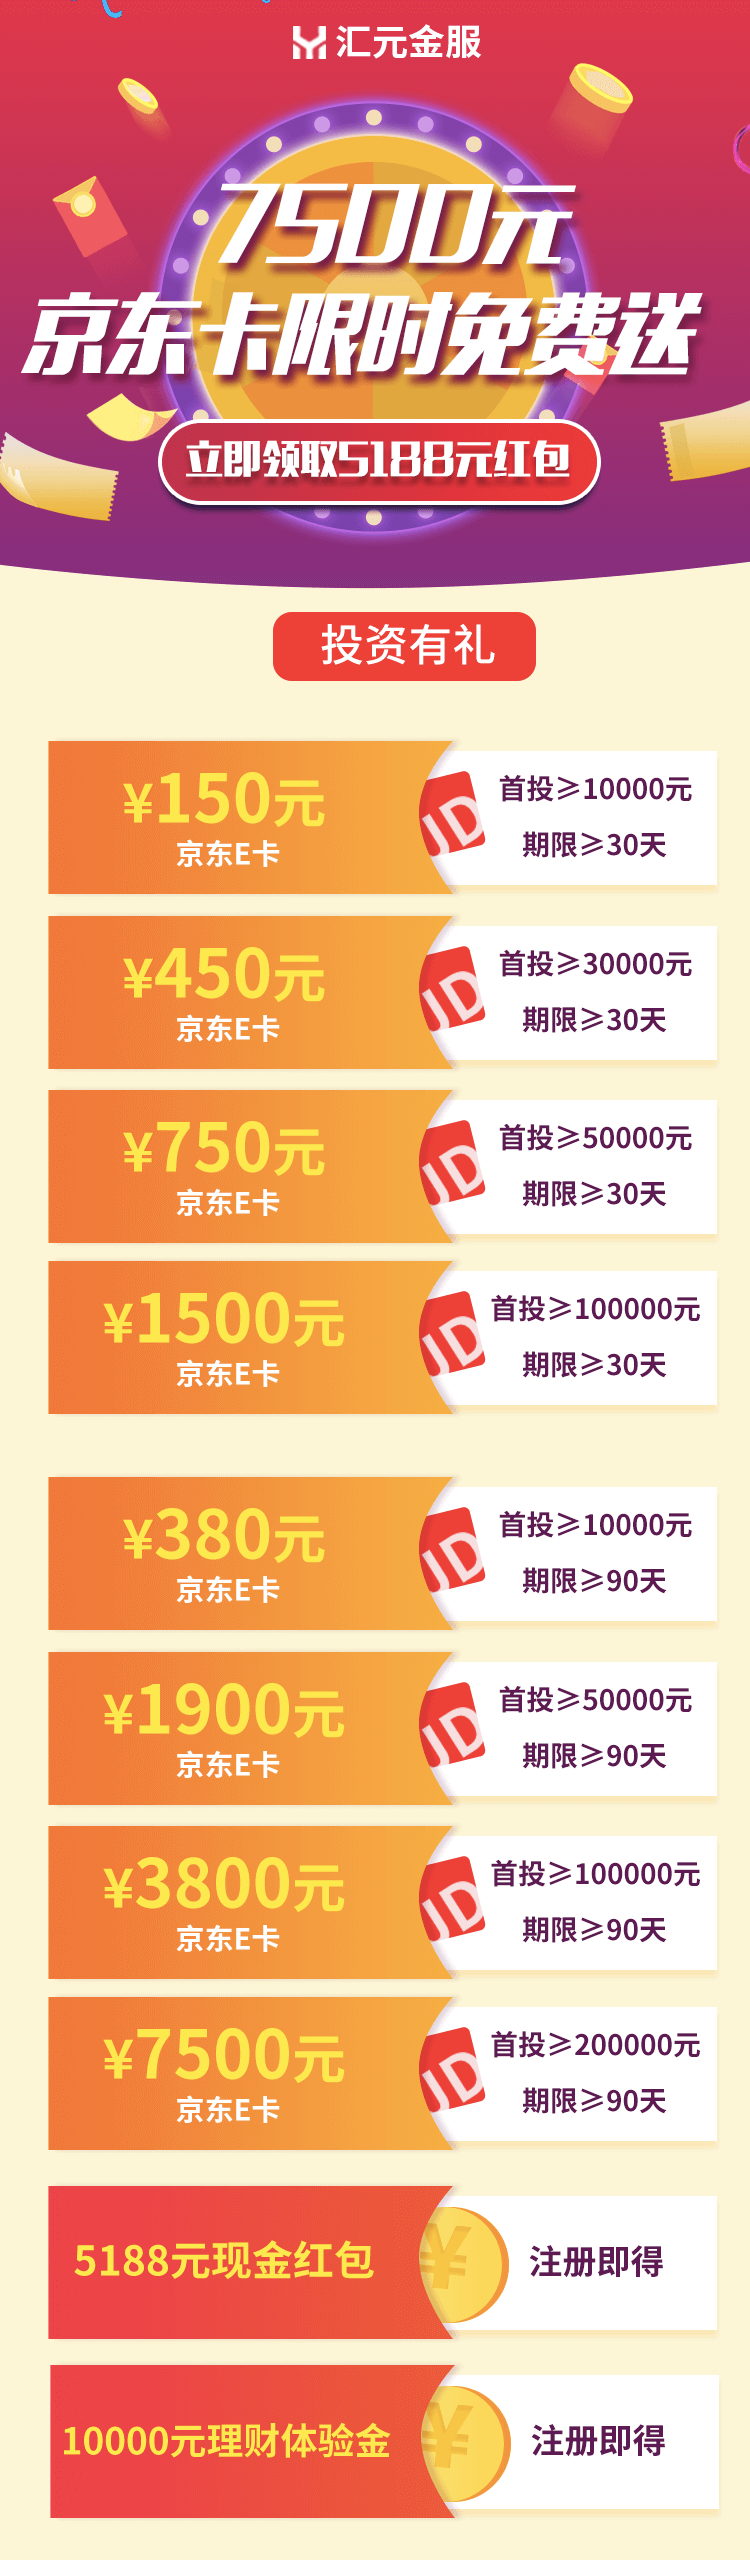 汇元金服
7500元
京东卡限时免费送
立即领取5188元红包
投资有礼
¥150元
京东E卡
JD
首投≥10000元
期限≥30天
¥450元
京东E卡
JD
首投≥30000元
期限≥30天
¥750元
京东E卡
JD
首投≥50000元
期限≥30天
¥1500元
京东E卡
JD
首投≥100000元
期限≥30天
¥380元
京东E卡
JD
首投≥10000元
期限≥90天
¥1900元
京东E卡
JD
首投≥50000元
期限≥90天
¥3800元
京东E卡
JD
首投≥100000元
期限≥90天
¥7500元
京东E卡
JD
首投≥200000元
期限≥90天
5188元现金红包
¥
注册即得
10000元理财体验金
¥
注册即得